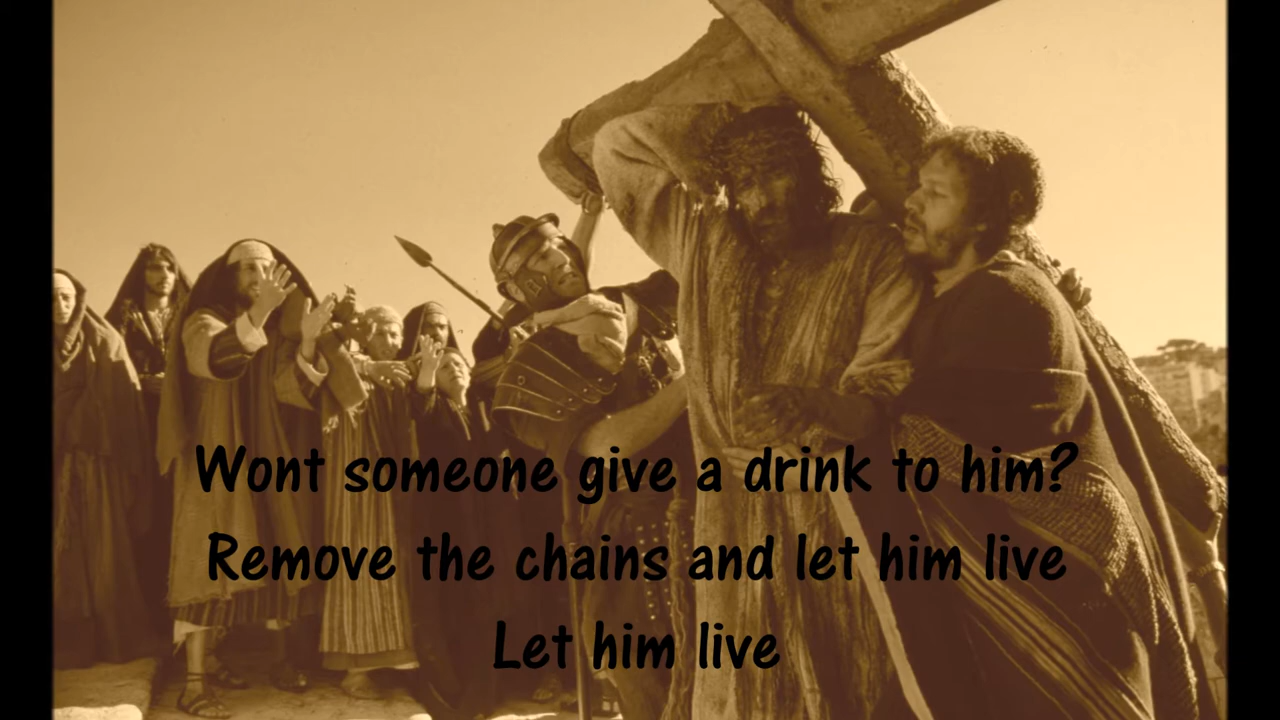 Wont someone give a drink to him?
Remove the chains and let him live
Let him live